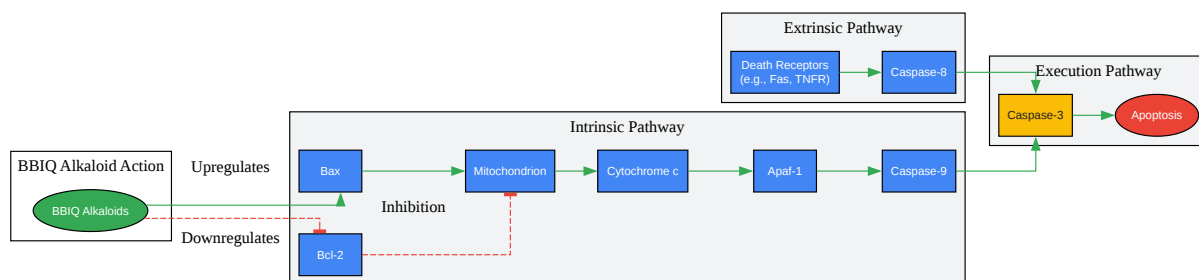 Extrinsic Pathway
Death Receptors
(e.g., Fas, TNFR)
Caspase-8
Execution Pathway
Caspase-3
Apoptosis
Intrinsic Pathway
BBIQ Alkaloid Action
Upregulates
Bax
Mitochondrion
Cytochrome c
Apaf-1
Caspase-9
BBIQ Alkaloids
Inhibition
Downregulates
Bcl-2